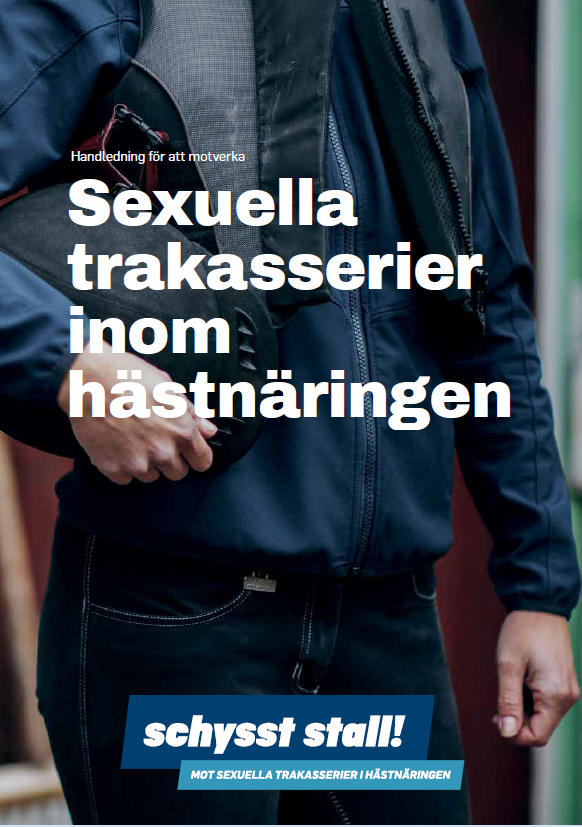 Handledning för att motverka
Sexuella
trakasserier
inom
hästnäringen
schysst stall!
MOT SEXUELLA TRAKASSERIER I HÄSTNÄRINGEN